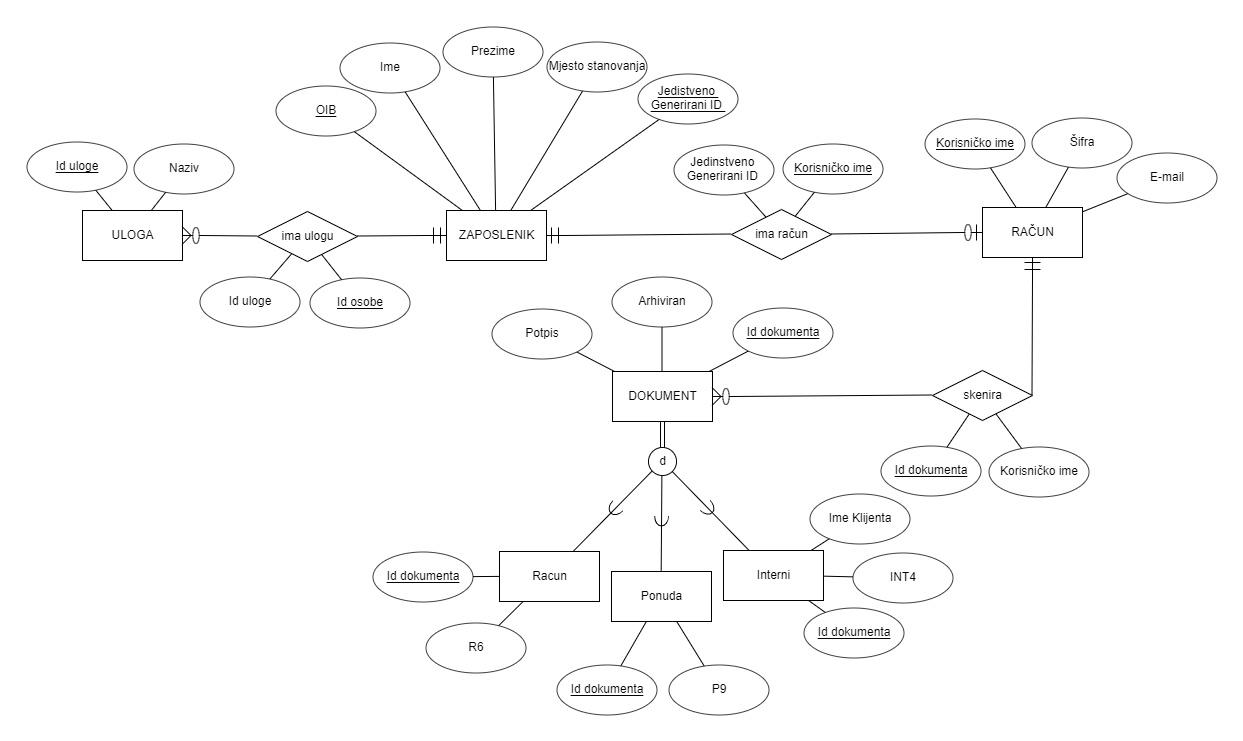 Prezime
Ime
Mjesto stanovanja
Jedistveno
Generirani ID
OIB
Id uloge
Naziv
Jedinstveno
Generirani ID
Korisničko ime
Korisničko ime
Šifra
E-mail
ULOGA
ima ulogu
ZAPOSLENIK
ima račun
RAČUN
Id uloge
Id osobe
Potpis
Arhiviran
Id dokumenta
DOKUMENT
skenira
d
Id dokumenta
Korisničko ime
Ime Klijenta
Id dokumenta
Racun
Ponuda
Interni
INT4
Id dokumenta
R6
Id dokumenta
P9